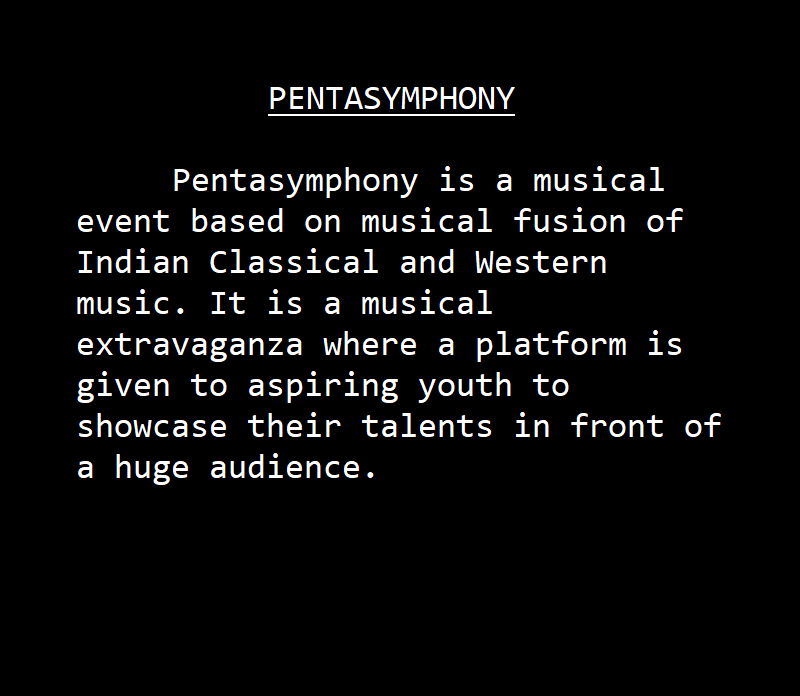 PENTASYMPHONY
Pentasymphony is a musical
event based on musical fusion of
Indian Classical and Western
music. It is a musical
extravaganza where a platform is
given to aspiring youth to
showcase their talents in front of
a huge audience.